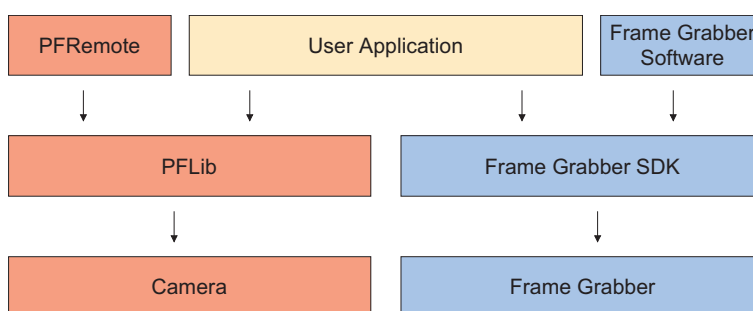 PFRemote
User Application
Frame Grabber
Software
PFLib
Frame Grabber SDK
Camera
Frame Grabber